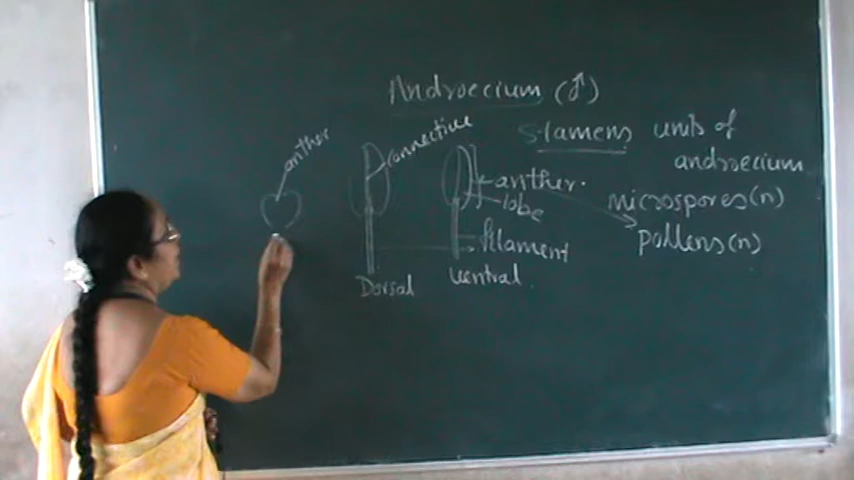 Androecium (♂)
Stamens units of
androecium
anther
connective
anther.
lobe
microspores(n)
pollens(n)
filament
Dorsal
ventral